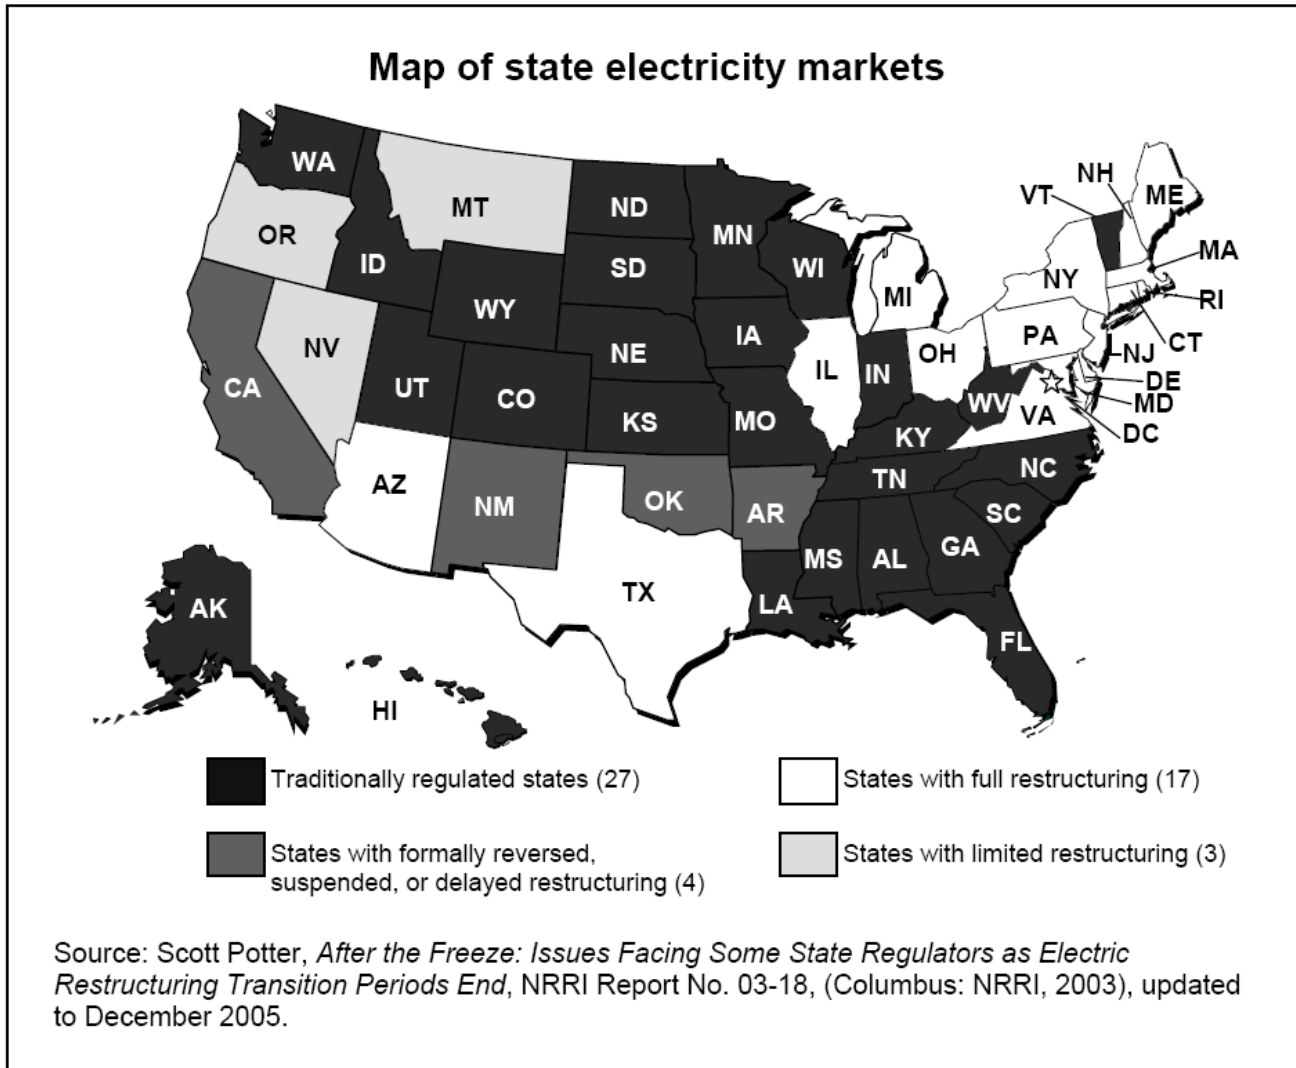 Map of state electricity markets
WA
MT
ND
MN
VT
NH
ME
OR
ID
SD
WI
MI
NY
MA
RI
WY
IA
PA
CT
NV
NE
IL
IN
OH
NJ
CA
UT
CO
KS
MO
WV
VA
DE
MD
DC
KY
AZ
NM
OK
AR
TN
NC
SC
MS
AL
GA
TX
LA
FL
AK
HI
Traditionally regulated states (27)
States with full restructuring (17)
States with formally reversed,
suspended, or delayed restructuring (4)
States with limited restructuring (3)
Source: Scott Potter, After the Freeze: Issues Facing Some State Regulators as Electric
Restructuring Transition Periods End, NRRI Report No. 03-18, (Columbus: NRRI, 2003), updated
to December 2005.